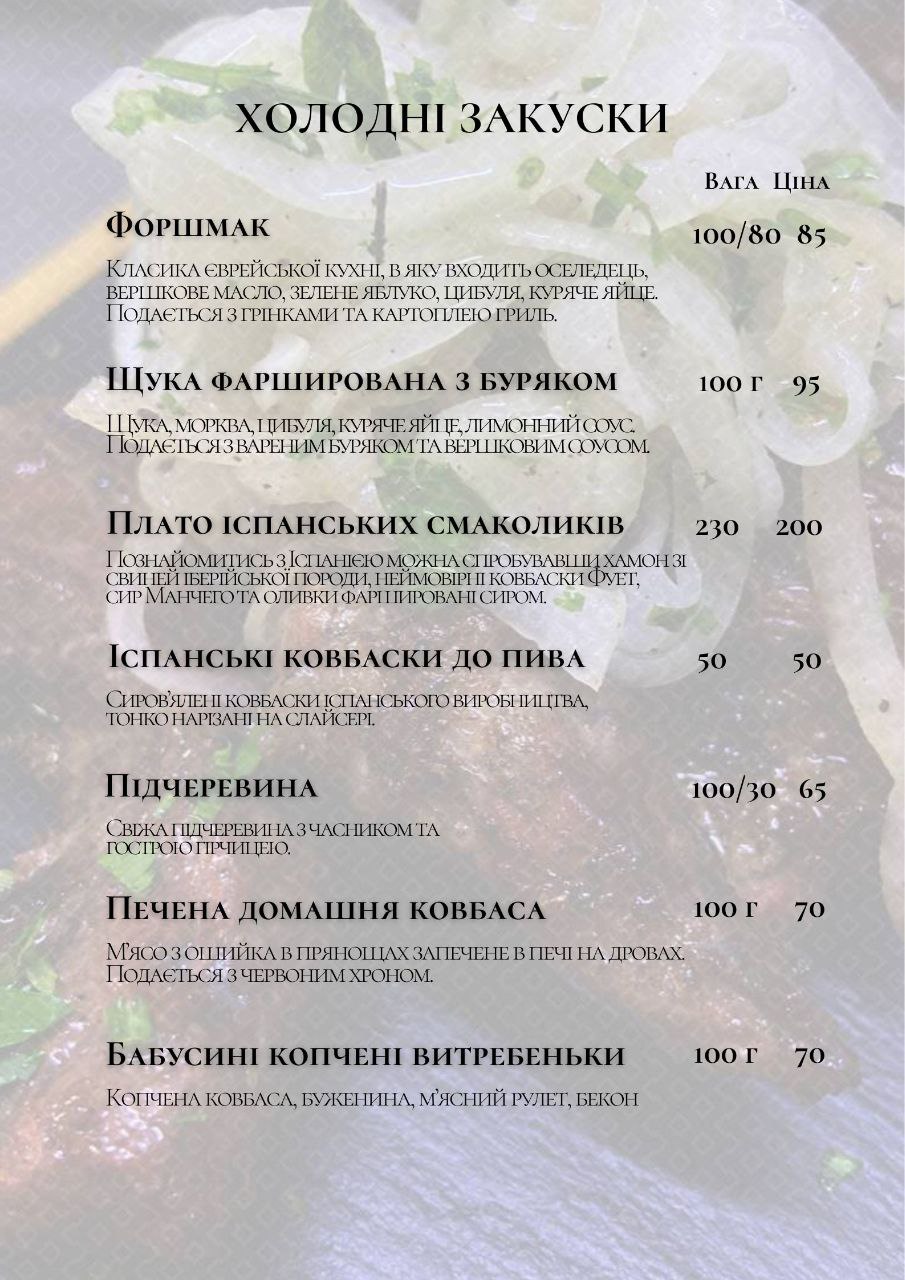 ХОЛОДНІ ЗАКУСКИ
Вага Ціна
Форшмак 100/80 85
Класика єврейської кухні, в яку входить оселедець,
вершкове масло, зелене яблуко, цибуля, куряче яйце.
Подається з грінками та картоплею гриль.
Щука фарширована з буряком 100 г 95
Щука, морква, цибуля, куряче яйце, лимонний соус.
Подається з вареним буряком та вершковим соусом.
Плато іспанських смаколиків 230 200
Познайомитись з Іспанією можна спробувавши хамон зі
свиней іберійської породи, неймовірні ковбаски Фует,
сир Манчего та оливки фаршировані сиром.
Іспанські ковбаски до пива 50 50
Сиров'ялені ковбаски іспанського виробництва,
тонко нарізані на слайсері.
Підчеревина 100/30 65
Свіжа підчеревина з часником та
гострою гірчицею.
Печена домашня ковбаса 100 г 70
М'ясо з ошийка в прянощах запечене в печі на дровах.
Подається з червоним хроном.
Бабусині копчені витребеньки 100 г 70
Копчена ковбаса, буженина, м'ясний рулет, бекон